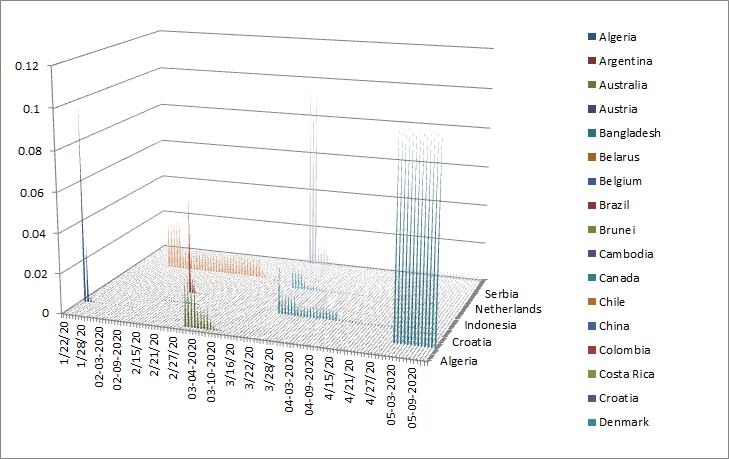 0.12
0.1
0.08
0.06
0.04
0.02
0
1/22/20
1/28/20
02-03-2020
02-09-2020
2/15/20
2/21/20
2/27/20
03-04-2020
03-10-2020
3/16/20
3/22/20
3/28/20
04-03-2020
04-09-2020
4/15/20
4/21/20
4/27/20
05-03-2020
05-09-2020
Serbia
Netherlands
Indonesia
Croatia
Algeria
Algeria
Argentina
Australia
Austria
Bangladesh
Belarus
Belgium
Brazil
Brunei
Cambodia
Canada
Chile
China
Colombia
Costa Rica
Croatia
Denmark